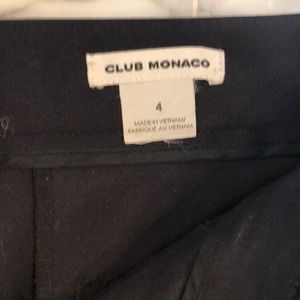 CLUB MONACO
4
MADE IN VIETNAM/
FABRIQUÉ AU VIETNAM